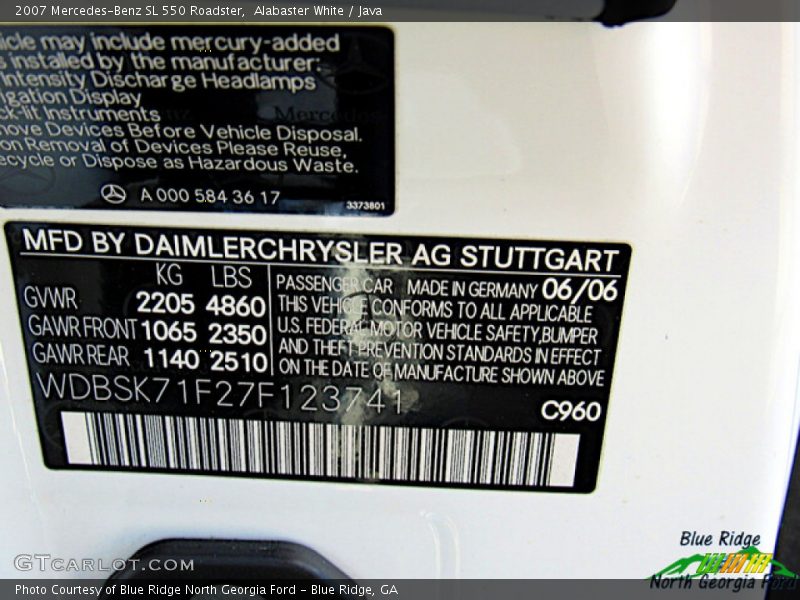 2007 Mercedes-Benz SL 550 Roadster,  Alabaster White / Java
icle may include mercury-added
s installed by the manufacturer:
Intensity Discharge Headlamps
igation Display
ck-lit Instruments
nove Devices Before Vehicle Disposal.
on Removal of Devices Please Reuse,
ecycle or Dispose as Hazardous Waste.
A 000 584 36 17
3373801
MFD BY DAIMLERCHRYSLER AG STUTTGART
KG LBS
GVWR 2205 4860
GAWR FRONT 1065 2350
GAWR REAR 1140 2510
PASSENGER CAR MADE IN GERMANY 06/06
THIS VEHICLE CONFORMS TO ALL APPLICABLE
U.S. FEDERAL MOTOR VEHICLE SAFETY,BUMPER
AND THEFT PREVENTION STANDARDS IN EFFECT
ON THE DATE OF MANUFACTURE SHOWN ABOVE
WDBSK71F27F123741
C960
GTCARLOT.COM
Blue Ridge
North Georgia Ford
Photo Courtesy of Blue Ridge North Georgia Ford - Blue Ridge, GA